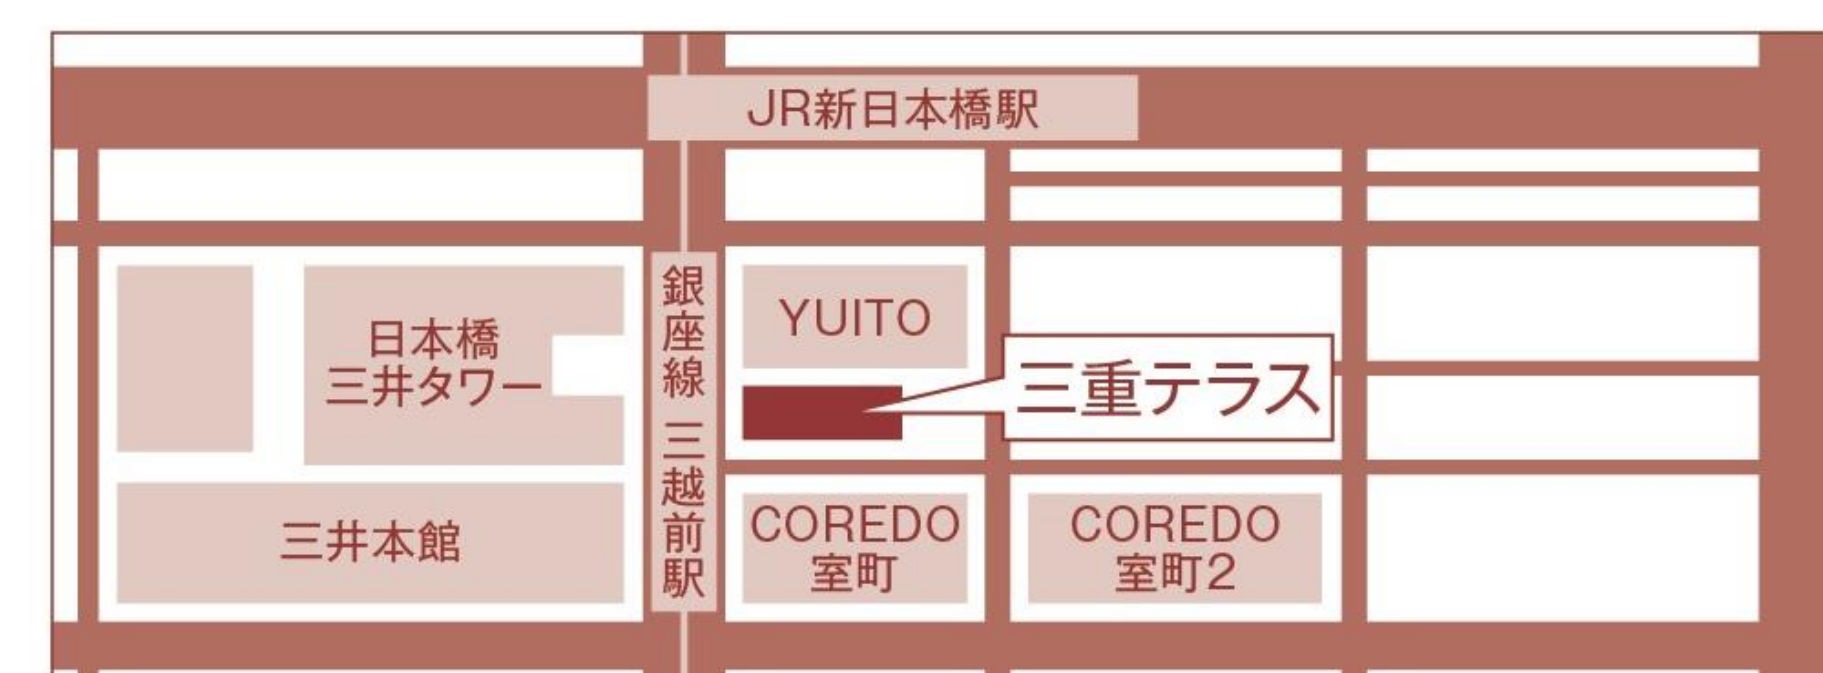 JR新日本橋駅
日本橋
三井タワー
三井本館
銀座線 三越前駅
YUITO
三重テラス
COREDO
室町
COREDO
室町2